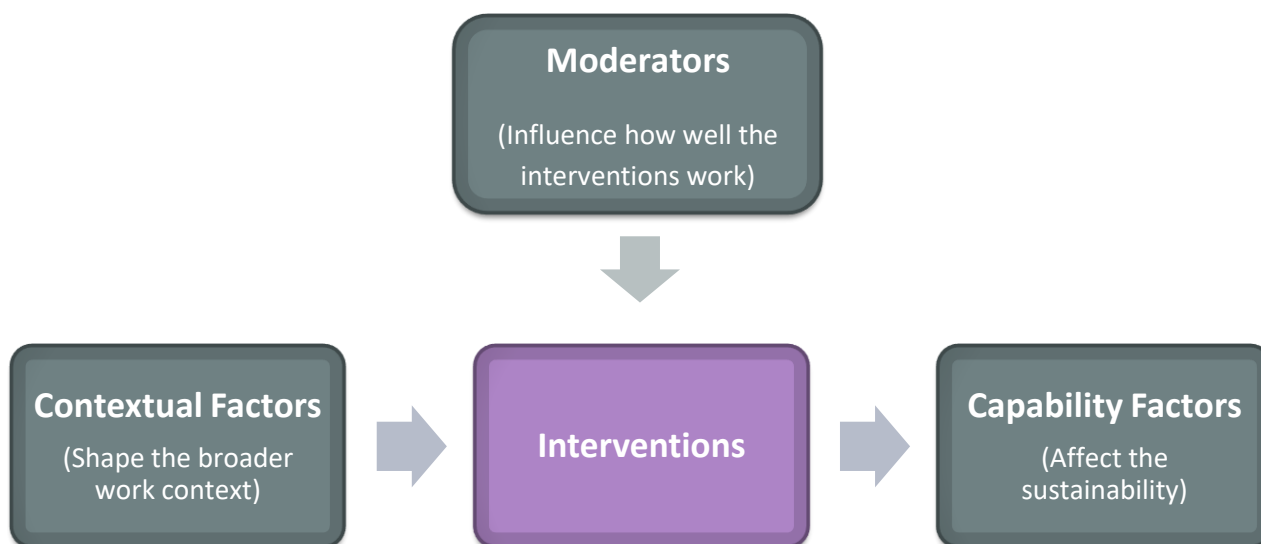 Moderators
(Influence how well the
interventions work)
Contextual Factors
(Shape the broader
work context)
Interventions
Capability Factors
(Affect the
sustainability)